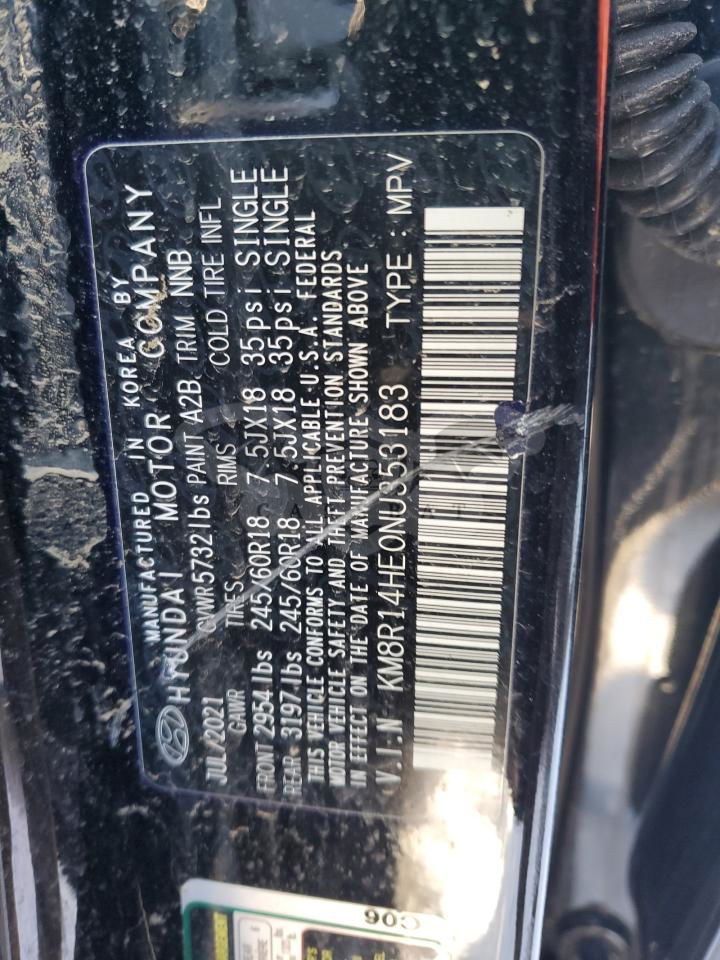 MANUFACTURED IN KOREA BY
HYUNDAI MOTOR COMPANY
JUL/2021 GVWR 5732 lbs PAINT A2B TRIM NNB
GAWR TIRES RIMS COLD TIRE INFL
FRONT 2954 lbs 245/60R18 7.5JX18 35psi SINGLE
REAR 3197 lbs 245/60R18 7.5JX18 35psi SINGLE
THIS VEHICLE CONFORMS TO ALL APPLICABLE U.S.A. FEDERAL
MOTOR VEHICLE SAFETY AND THEFT PREVENTION STANDARDS
IN EFFECT ON THE DATE OF MANUFACTURE SHOWN ABOVE
V.I.N KM8R14HE0NU353183 TYPE : MPV
C06